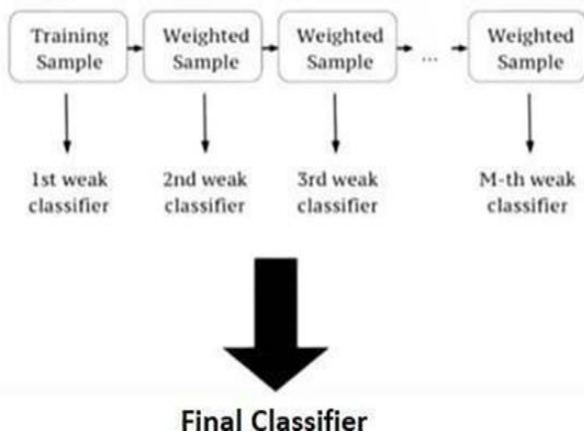 Training
Sample
Weighted
Sample
Weighted
Sample
...
Weighted
Sample
1st weak
classifier
2nd weak
classifier
3rd weak
classifier
M-th weak
classifier
Final Classifier